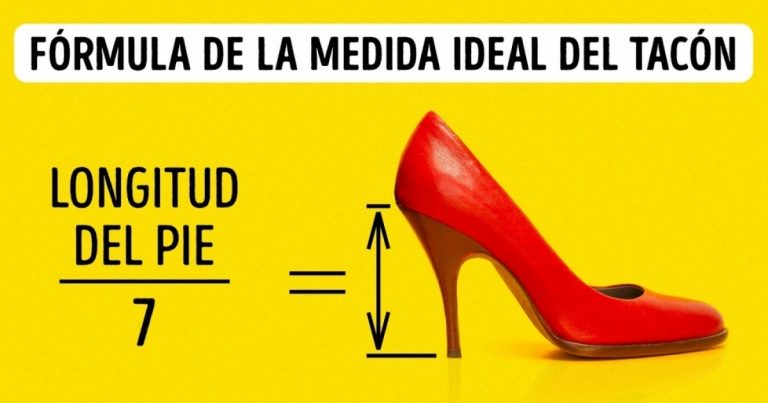 FÓRMULA DE LA MEDIDA IDEAL DEL TACÓN
LONGITUD
DEL PIE
7
=